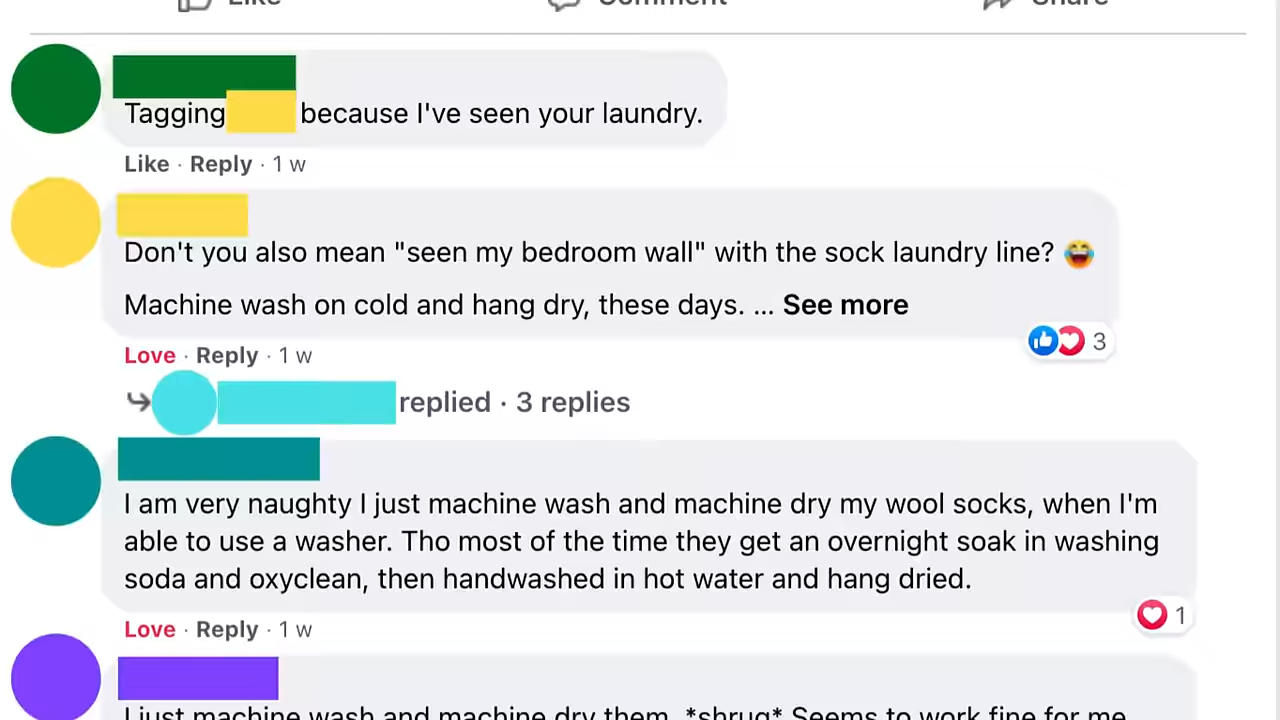 Like Comment Share
Tagging because I've seen your laundry.
Like · Reply · 1 w
Don't you also mean "seen my bedroom wall" with the sock laundry line? 😂
Machine wash on cold and hang dry, these days. ... See more
3
Love · Reply · 1 w
replied · 3 replies
I am very naughty I just machine wash and machine dry my wool socks, when I'm
able to use a washer. Tho most of the time they get an overnight soak in washing
soda and oxyclean, then handwashed in hot water and hang dried.
1
Love · Reply · 1 w
I just machine wash and machine dry them. *shrug* Seems to work fine for me.